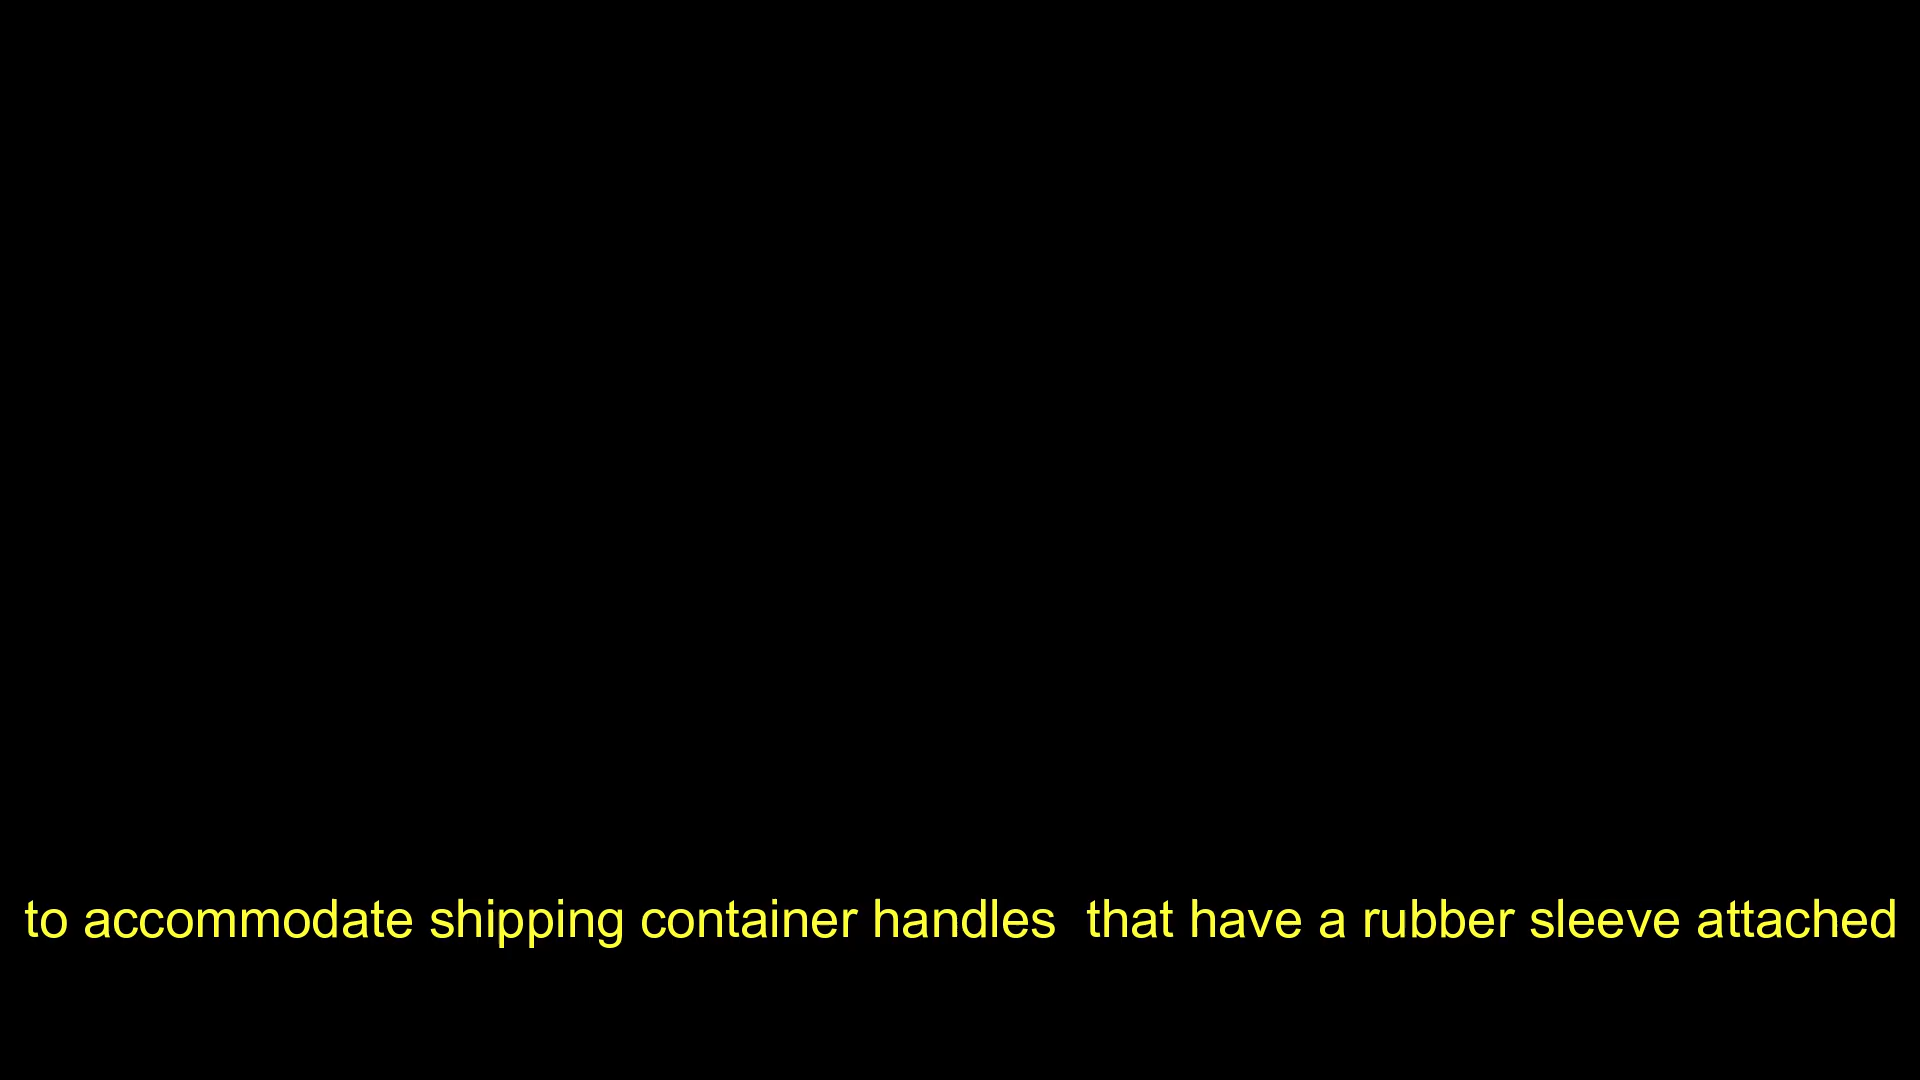 to accommodate shipping container handles  that have a rubber sleeve attached